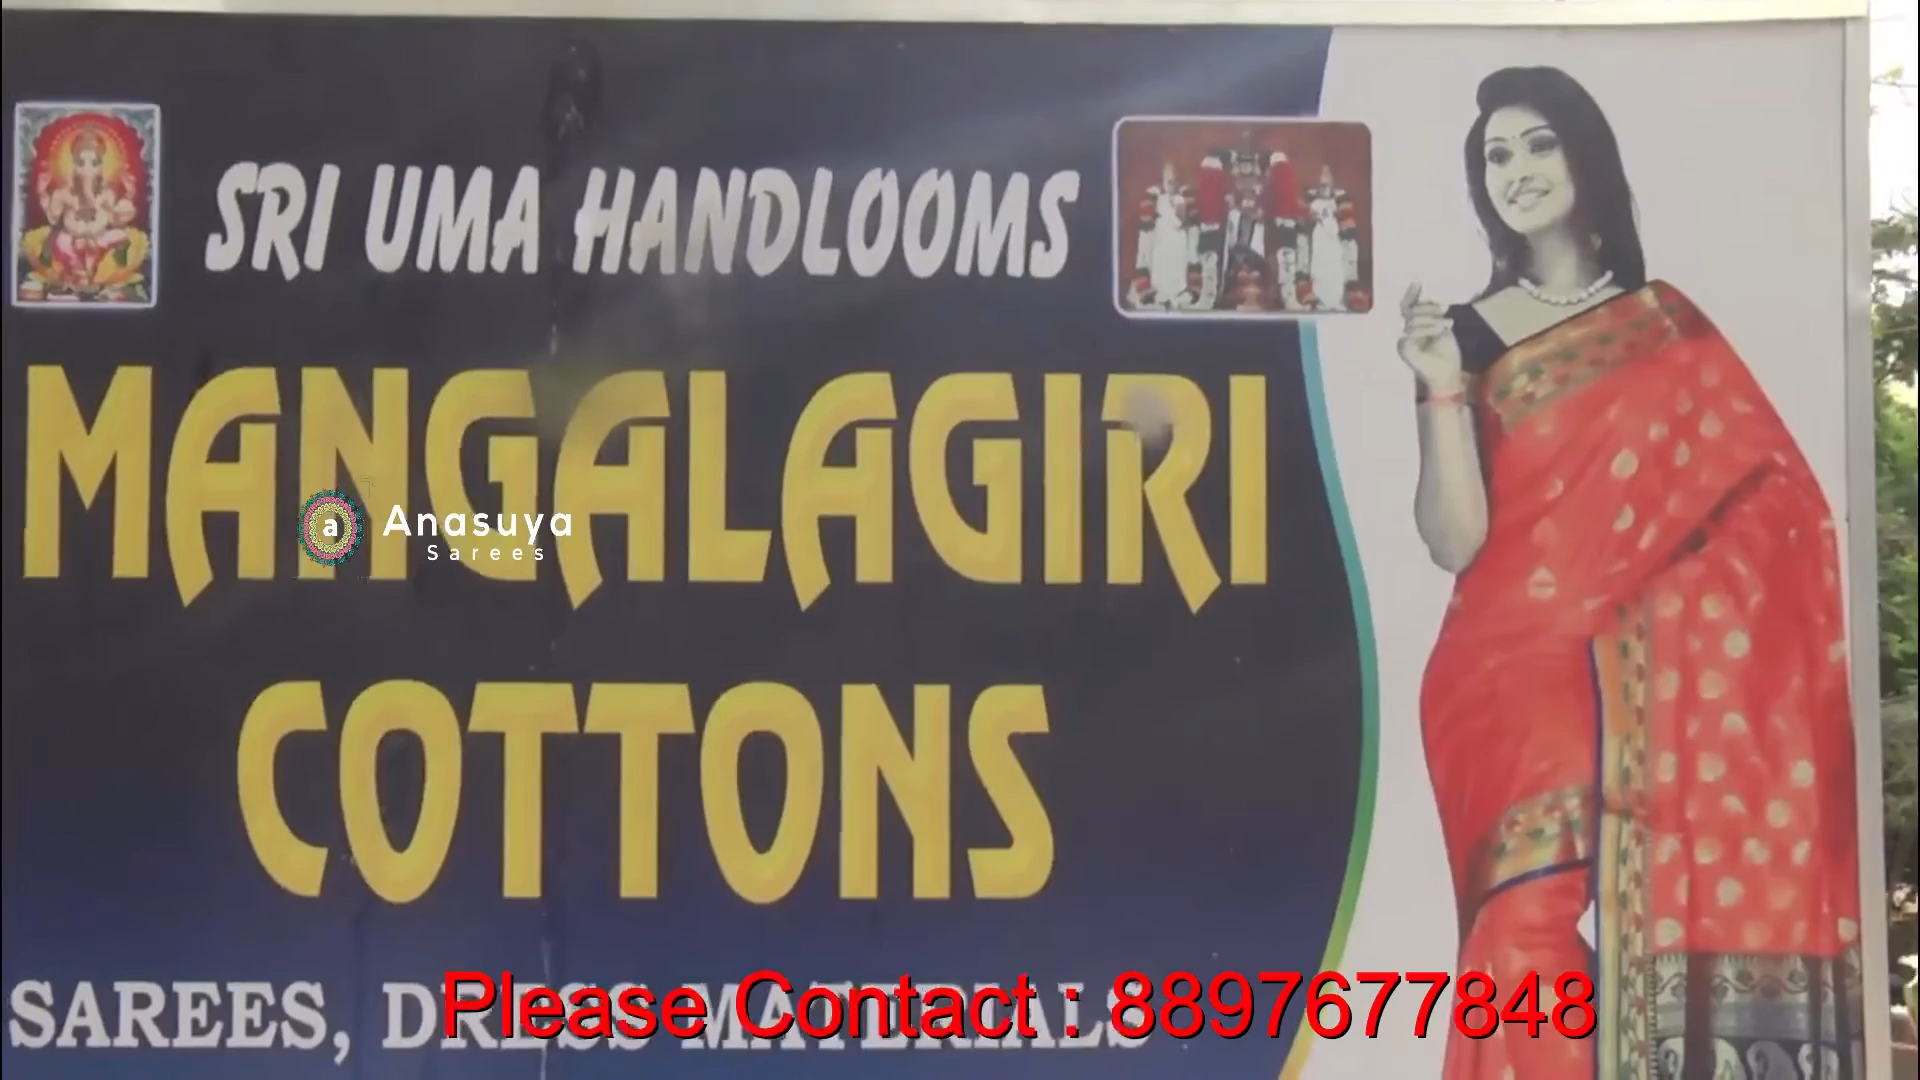 SRI UMA HANDLOOMS
MANGALAGIRI
a Anasuya
Sarees
COTTONS
SAREES, DRESS MATERIALS
Please Contact : 8897677848